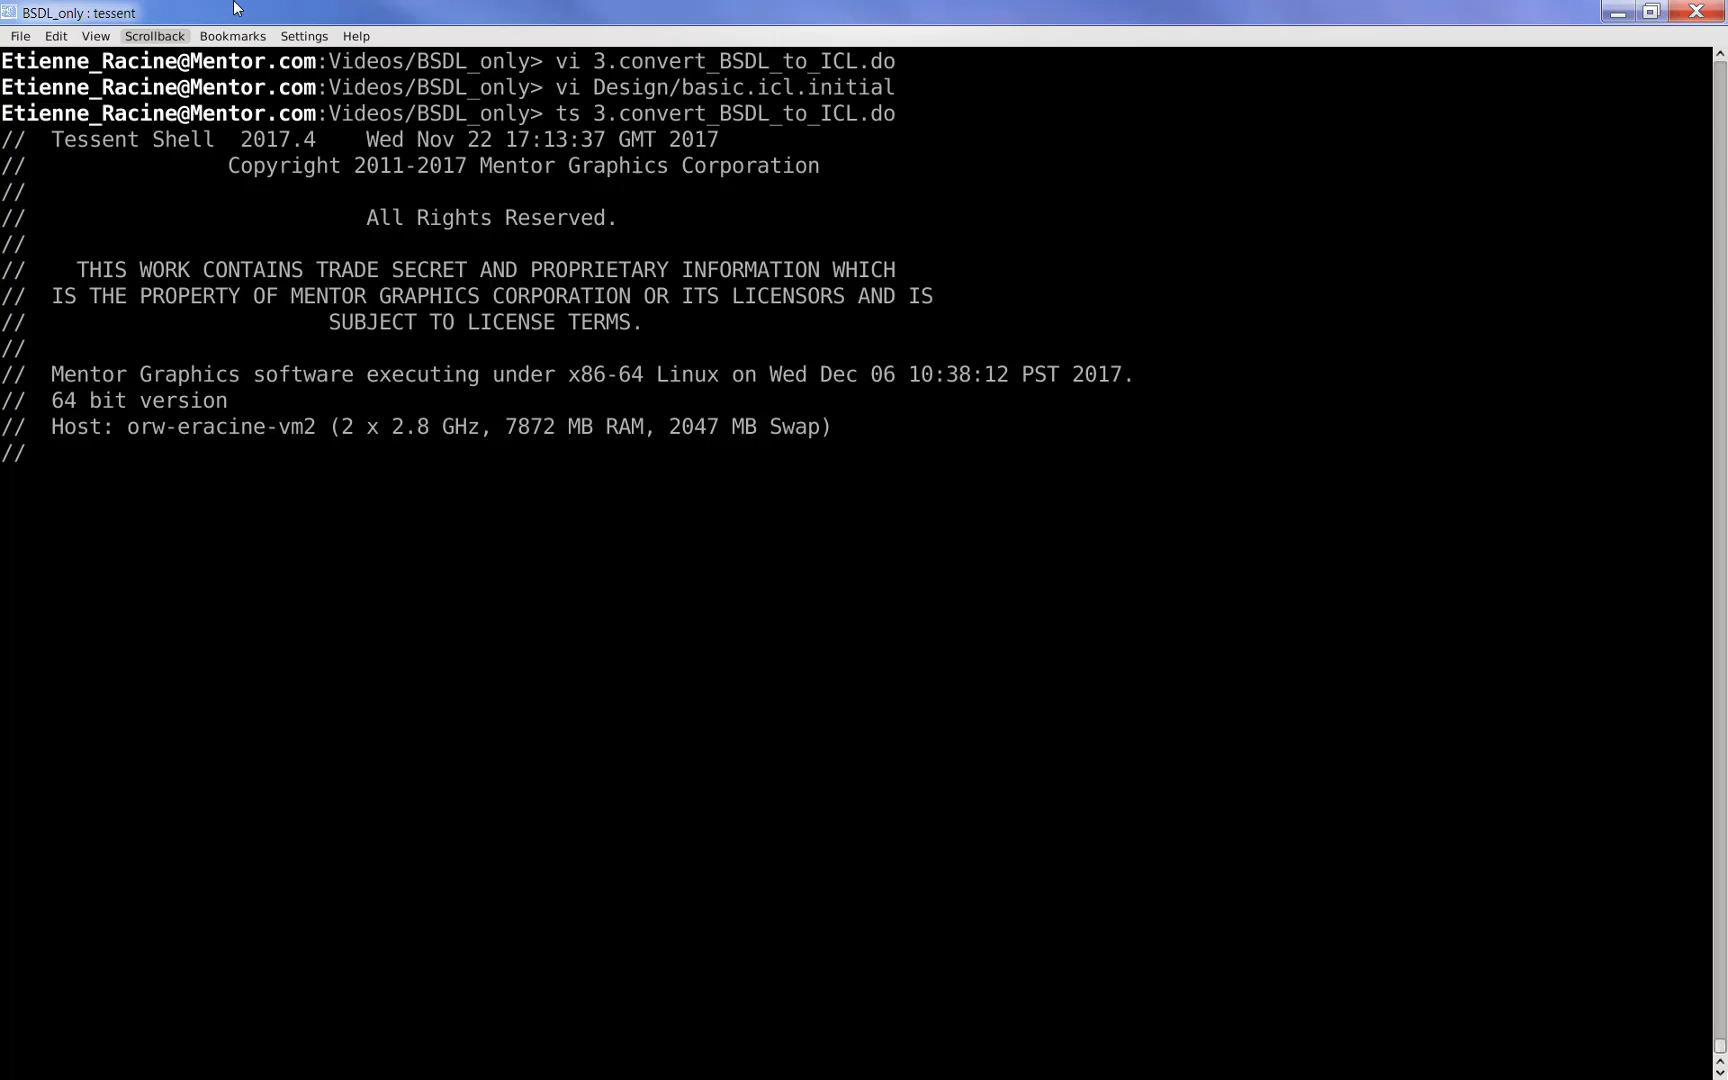 BSDL_only : tessent
File Edit View Scrollback Bookmarks Settings Help
Etienne_Racine@Mentor.com:Videos/BSDL_only> vi 3.convert_BSDL_to_ICL.do
Etienne_Racine@Mentor.com:Videos/BSDL_only> vi Design/basic.icl.initial
Etienne_Racine@Mentor.com:Videos/BSDL_only> ts 3.convert_BSDL_to_ICL.do
//  Tessent Shell  2017.4    Wed Nov 22 17:13:37 GMT 2017
//                Copyright 2011-2017 Mentor Graphics Corporation
//
//                           All Rights Reserved.
//
//    THIS WORK CONTAINS TRADE SECRET AND PROPRIETARY INFORMATION WHICH
//  IS THE PROPERTY OF MENTOR GRAPHICS CORPORATION OR ITS LICENSORS AND IS
//                        SUBJECT TO LICENSE TERMS.
//
//  Mentor Graphics software executing under x86-64 Linux on Wed Dec 06 10:38:12 PST 2017.
//  64 bit version
//  Host: orw-eracine-vm2 (2 x 2.8 GHz, 7872 MB RAM, 2047 MB Swap)
//